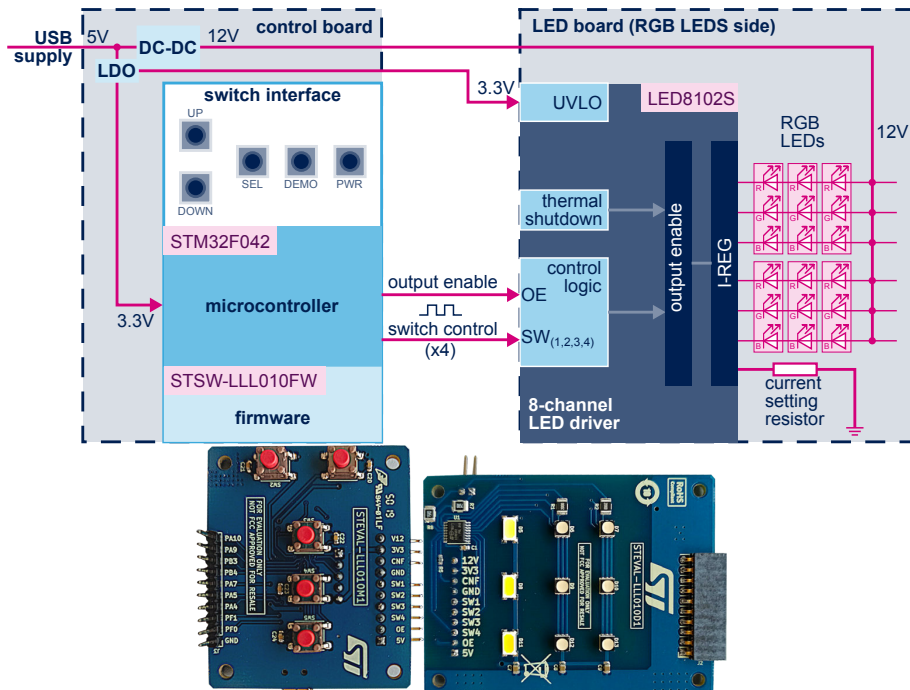 control board
LED board (RGB LEDS side)
USB
supply
5V
DC-DC
12V
LDO
3.3V
switch interface
UP
SEL
DEMO
PWR
DOWN
STM32F042
microcontroller
3.3V
STSW-LLL010FW
firmware
output enable
switch control
(x4)
UVLO
LED8102S
thermal
shutdown
control
logic
OE
SW(1,2,3,4)
output enable
I-REG
8-channel
LED driver
RGB
LEDs
12V
R
R
R
G
G
G
B
B
B
R
R
R
G
G
G
B
B
B
current
setting
resistor
PA10
PA9
PB3
PB4
PA7
PA5
PA4
PF1
PF0
GND
FOR EVALUATION ONLY
NOT FCC APPROVED FOR RESALE
STEVAL-LLL010M1
50 19
V12
3V3
CNF
GND
SW1
SW2
SW3
SW4
OE
5V
ST
12V
3V3
CNF
GND
SW1
SW2
SW3
SW4
OE
5V
FOR EVALUATION ONLY
NOT FCC APPROVED FOR RESALE
STEVAL-LLL010D1
RoHS
ST